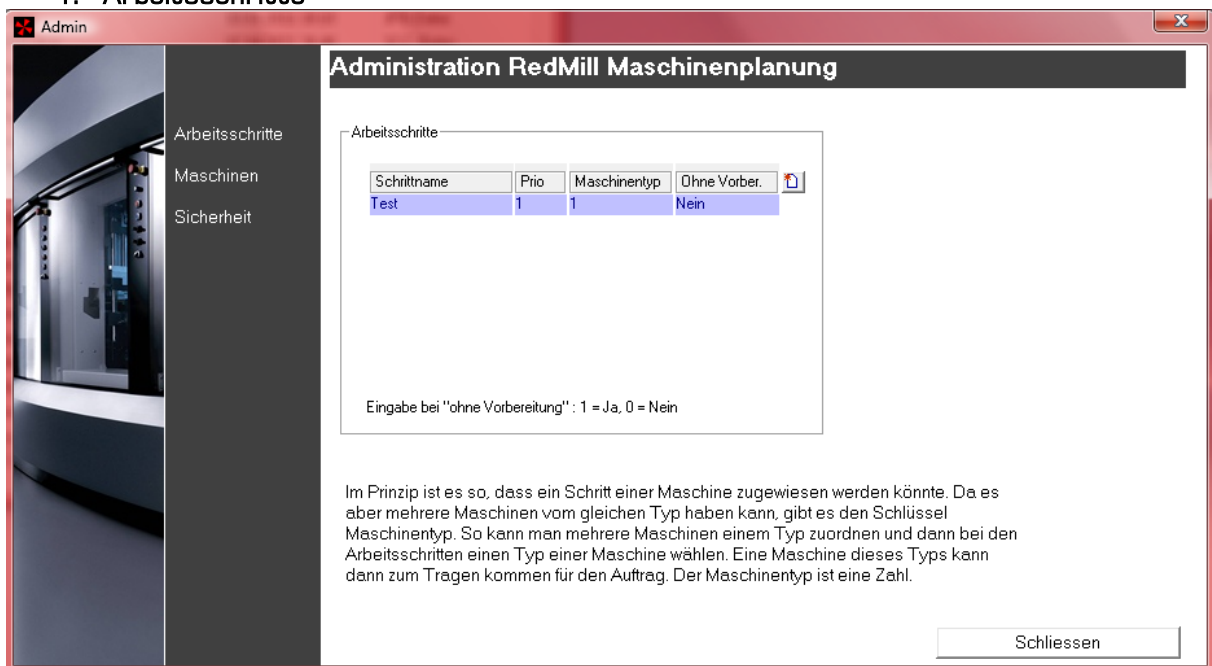 1. Arbeitsschritte
Admin
Administration RedMill Maschinenplanung
Arbeitsschritte
Maschinen
Sicherheit
Arbeitsschritte
Schrittname Prio Maschinentyp Ohne Vorber.
Test 1 1 Nein
Eingabe bei "ohne Vorbereitung" : 1 = Ja, 0 = Nein
Im Prinzip ist es so, dass ein Schritt einer Maschine zugewiesen werden könnte. Da es
aber mehrere Maschinen vom gleichen Typ haben kann, gibt es den Schlüssel
Maschinentyp. So kann man mehrere Maschinen einem Typ zuordnen und dann bei den
Arbeitsschritten einen Typ einer Maschine wählen. Eine Maschine dieses Typs kann
dann zum Tragen kommen für den Auftrag. Der Maschinentyp ist eine Zahl.
Schliessen